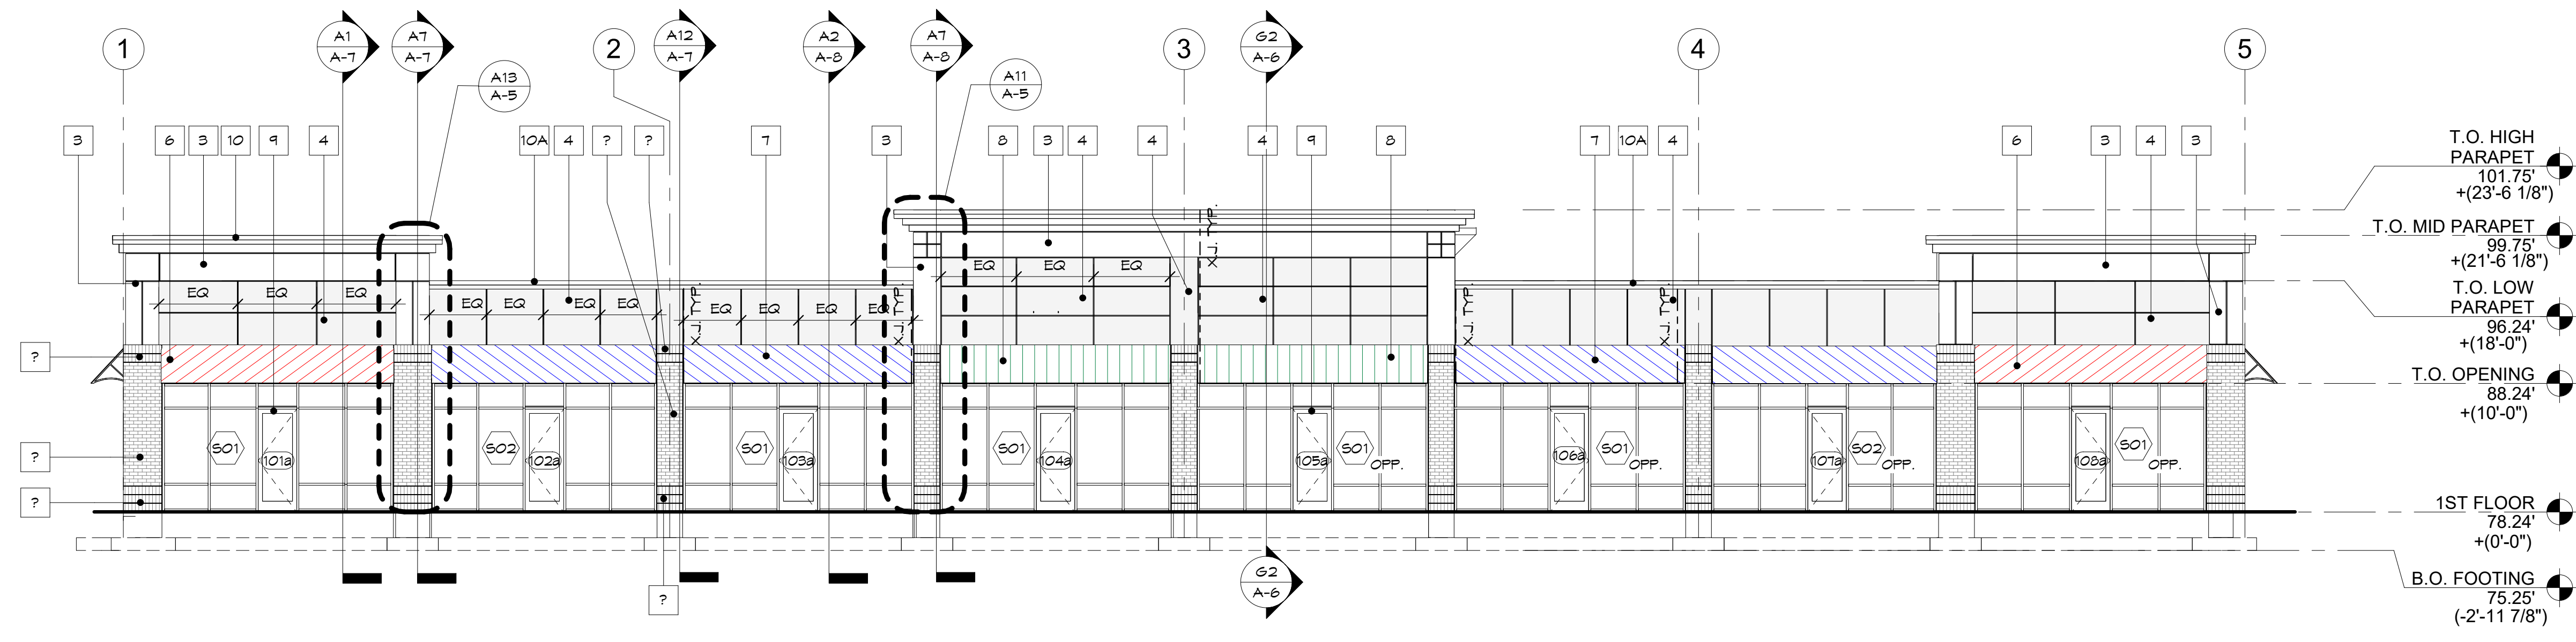 1
A1
A-7
A7
A-7
2
A12
A-7
A2
A-8
A7
A-8
3
G2
A-6
4
5
A13
A-5
A11
A-5
3
6
3
10
9
4
10A
4
?
?
7
3
8
3
4
4
4
9
8
7
10A
4
6
3
4
3
T.O. HIGH
PARAPET
101.75'
+(23'-6 1/8")
T.O. MID PARAPET
99.75'
+(21'-6 1/8")
T.O. LOW
PARAPET
96.24'
+(18'-0")
T.O. OPENING
88.24'
+(10'-0")
1ST FLOOR
78.24'
+(0'-0")
B.O. FOOTING
75.25'
(-2'-11 7/8")
X.J. TYP.
EQ
EQ
EQ
EQ
EQ
EQ
EQ
EQ
EQ
EQ
X.J. TYP.
EQ
EQ
EQ
EQ
X.J. TYP.
X.J. TYP.
X.J. TYP.
?
?
?
S01
101a
S02
102a
S01
103a
S01
104a
105a
S01
OPP.
106a
S01
OPP.
107a
S02
OPP.
108a
S01
OPP.
?
G2
A-6